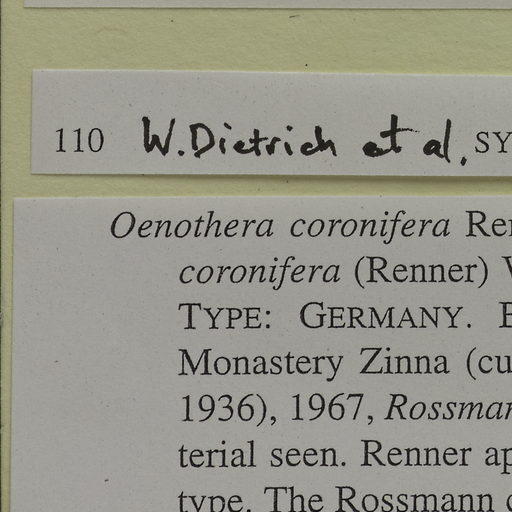 110 W. Dietrich et al. SY
Oenothera coronifera Ren
coronifera (Renner)
TYPE: GERMANY.
Monastery Zinna (cu
1936), 1967, Rossman
terial seen. Renner ap
type. The Rossmann